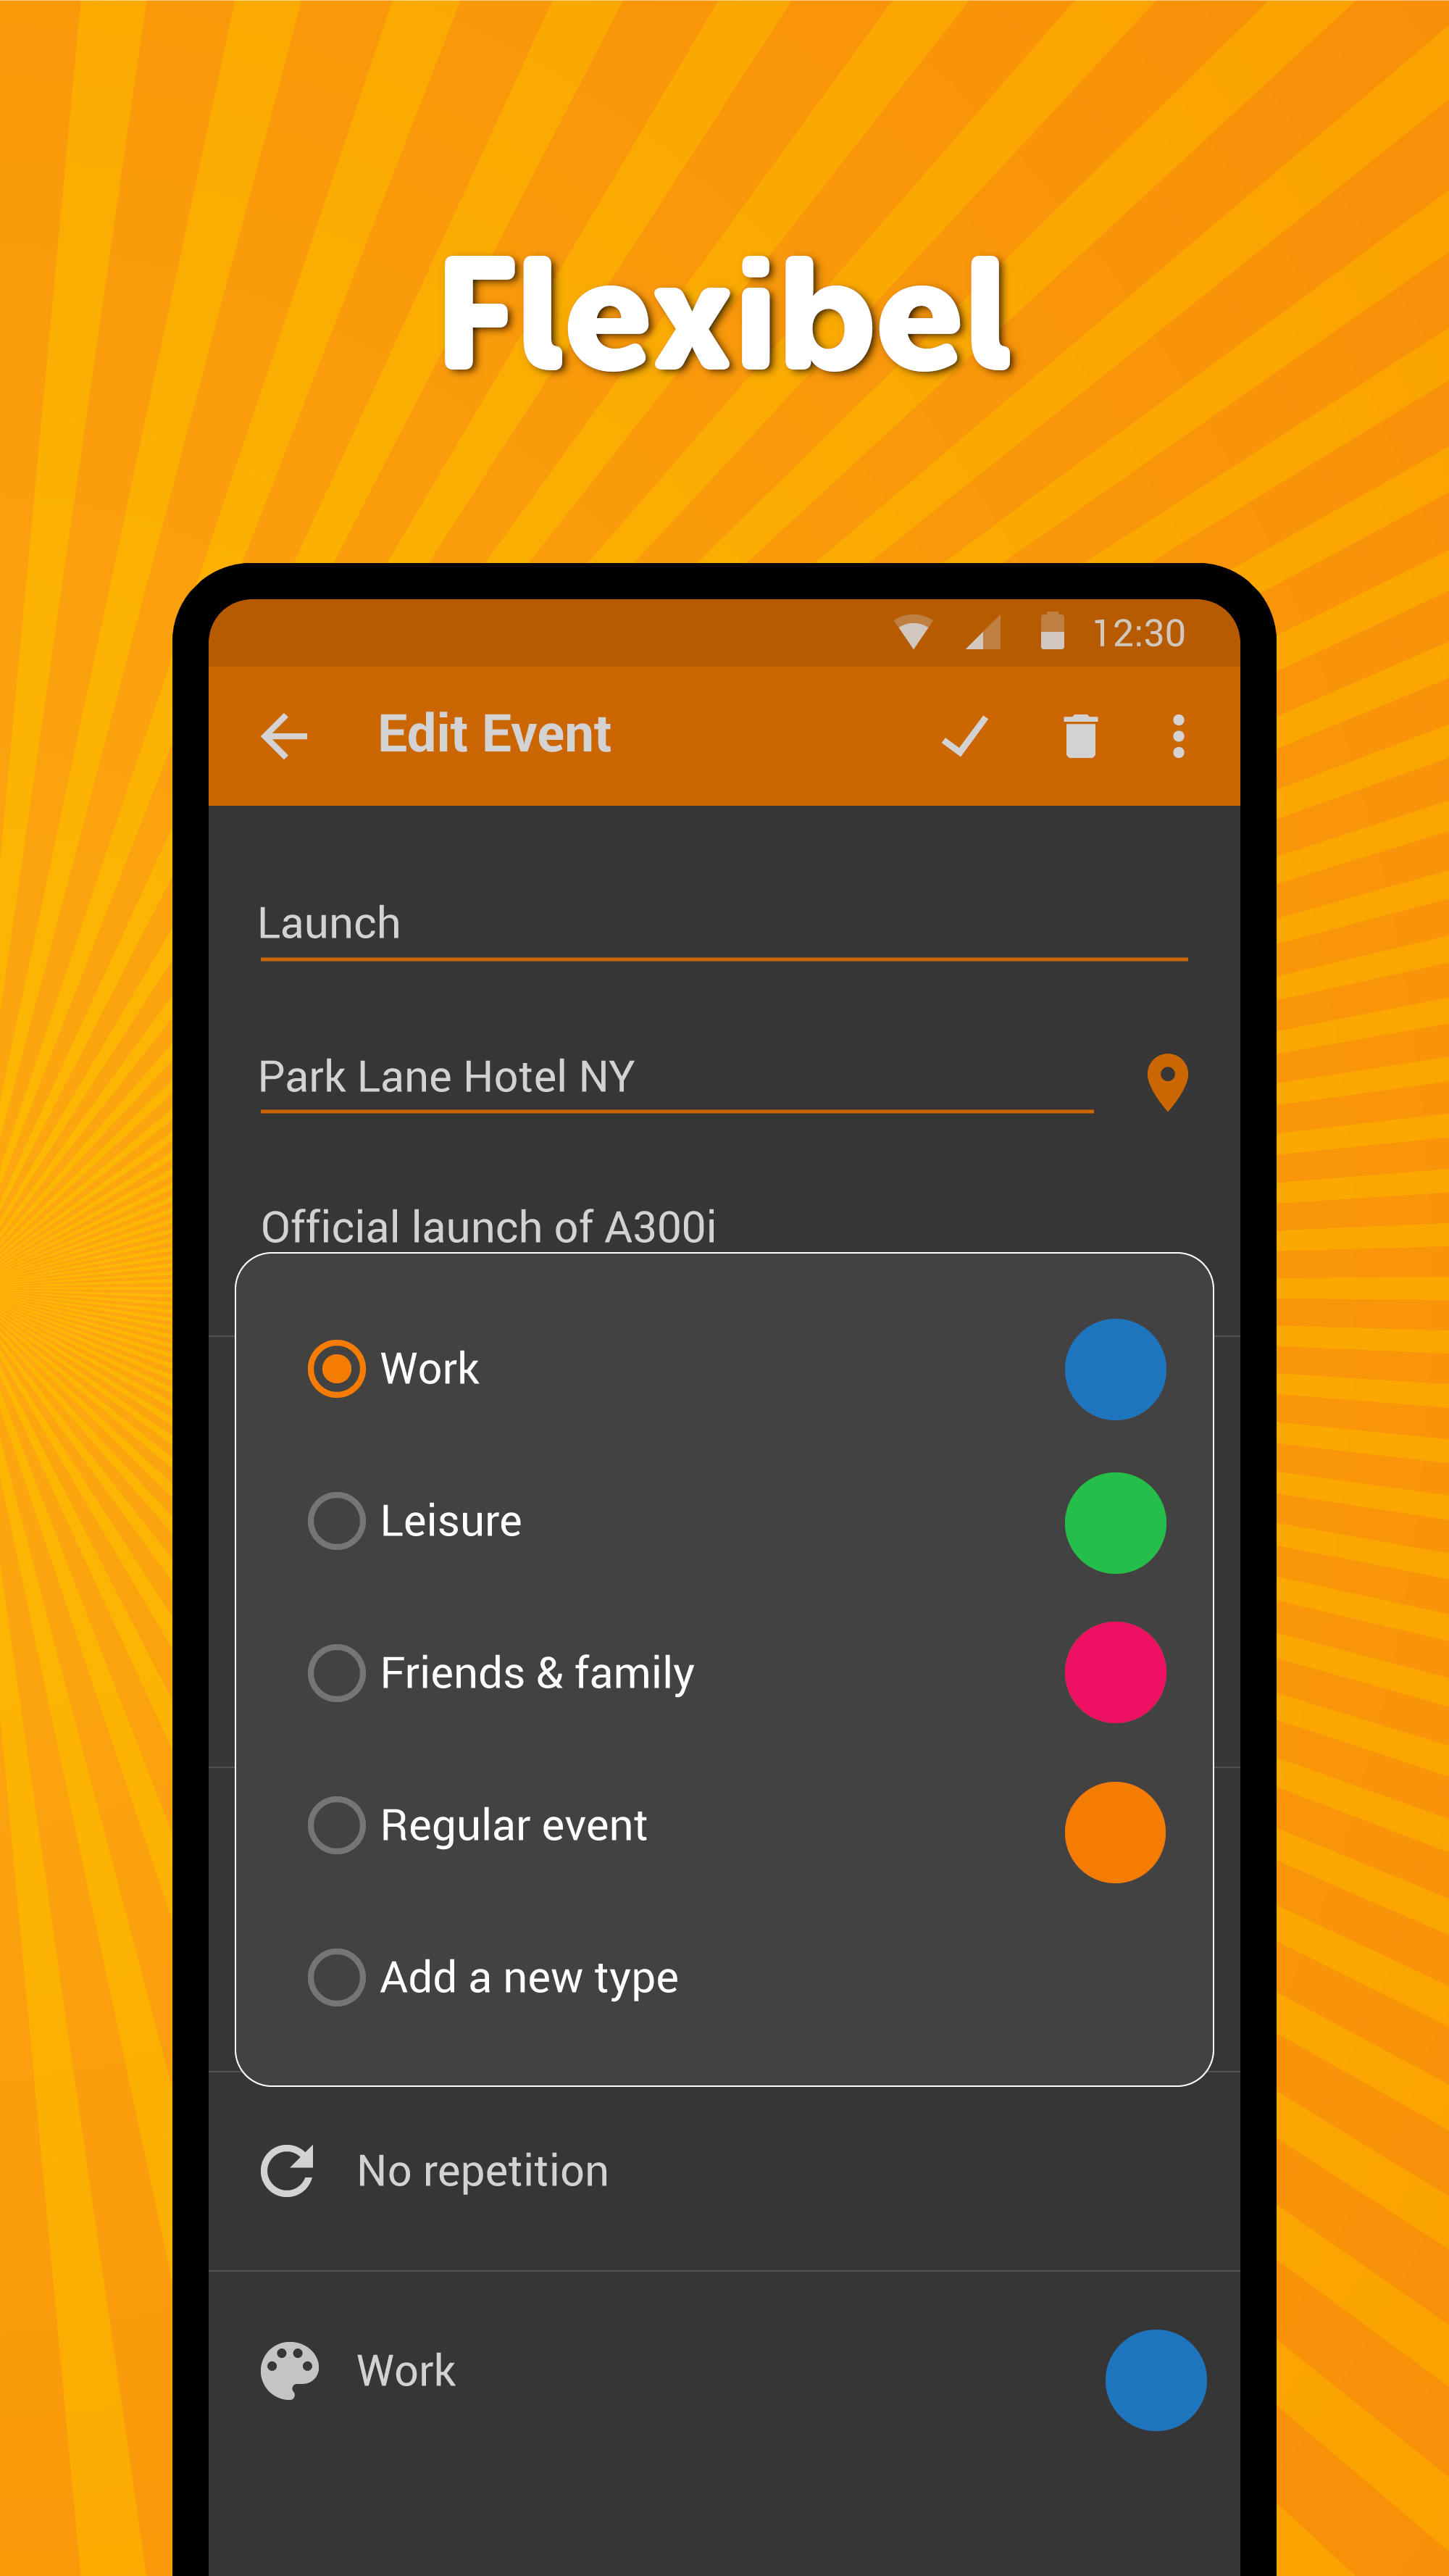 Flexibel
12:30
Edit Event
Launch
Park Lane Hotel NY
Official launch of A300i
Work
Leisure
Friends & family
Regular event
Add a new type
No repetition
Work